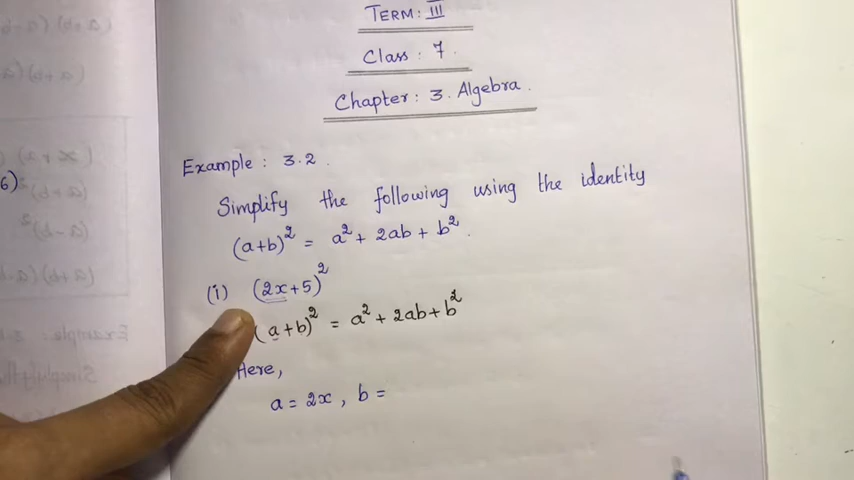 TERM: III
Class : 7
Chapter : 3. Algebra.
6)
Example : 3.2.
Simplify the following using the identity
(a+b)² = a² + 2ab + b².
(i) (2x+5)²
(a+b)² = a² + 2ab + b²
Here,
a = 2x, b =